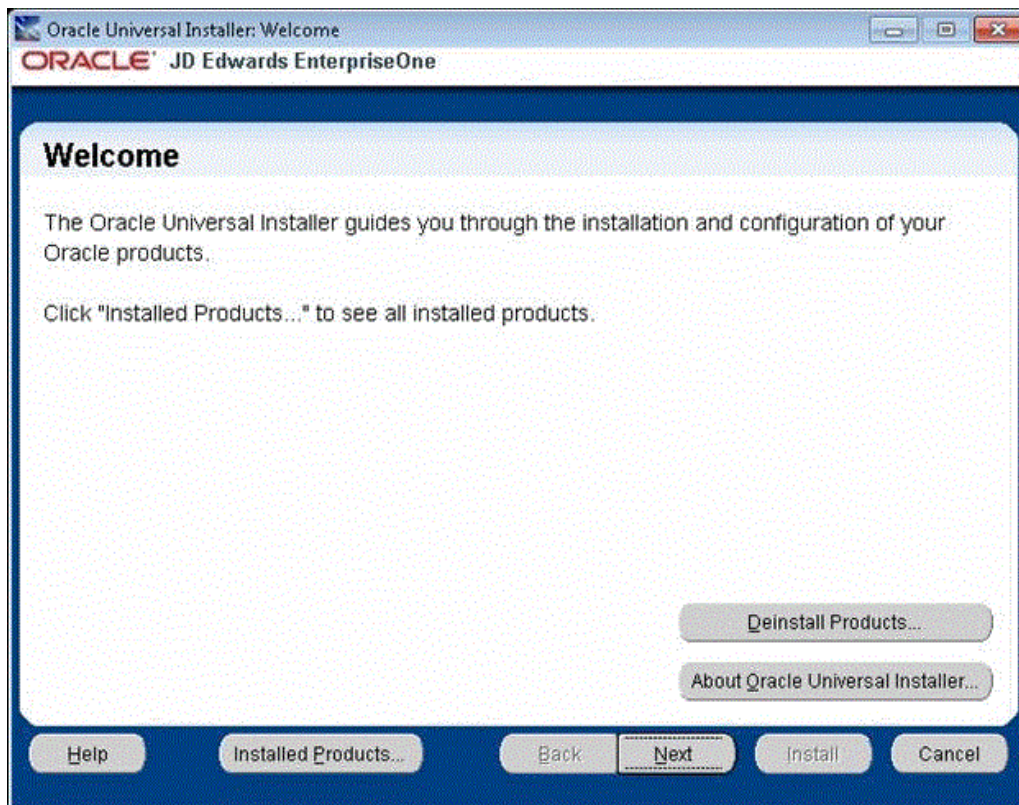 Oracle Universal Installer: Welcome
ORACLE® JD Edwards EnterpriseOne
Welcome
The Oracle Universal Installer guides you through the installation and configuration of your
Oracle products.
Click "Installed Products..." to see all installed products.
Deinstall Products...
About Oracle Universal Installer...
Help
Installed Products...
Back
Next
Install
Cancel